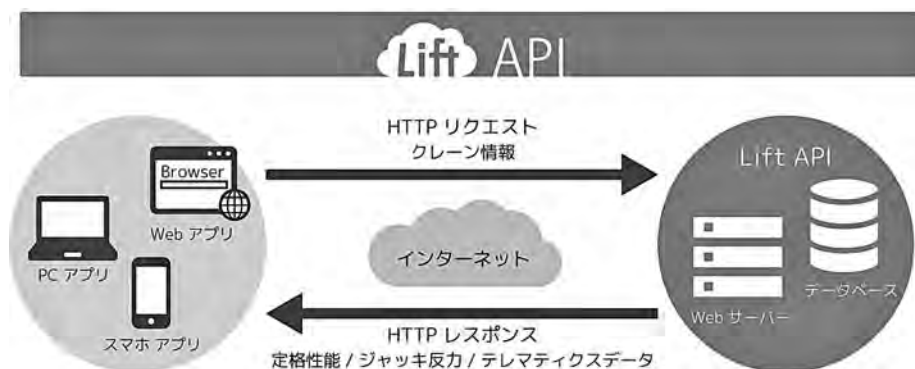 Lift API
HTTP リクエスト
クレーン情報
Browser
Web アプリ
PC アプリ
スマホ アプリ
インターネット
Lift API
データベース
Web サーバー
HTTP レスポンス
定格性能 / ジャッキ反力 / テレマティクスデータ